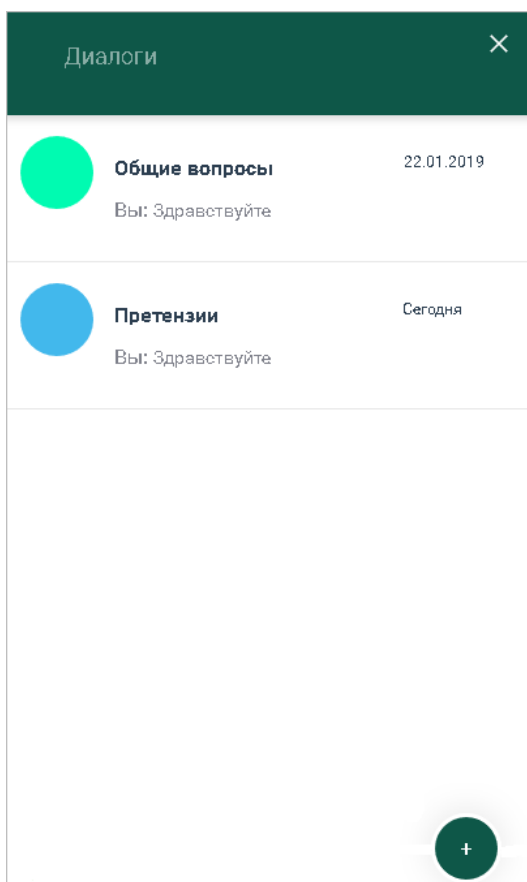 Диалоги
Общие вопросы
22.01.2019
Вы: Здравствуйте
Претензии
Сегодня
Вы: Здравствуйте
+